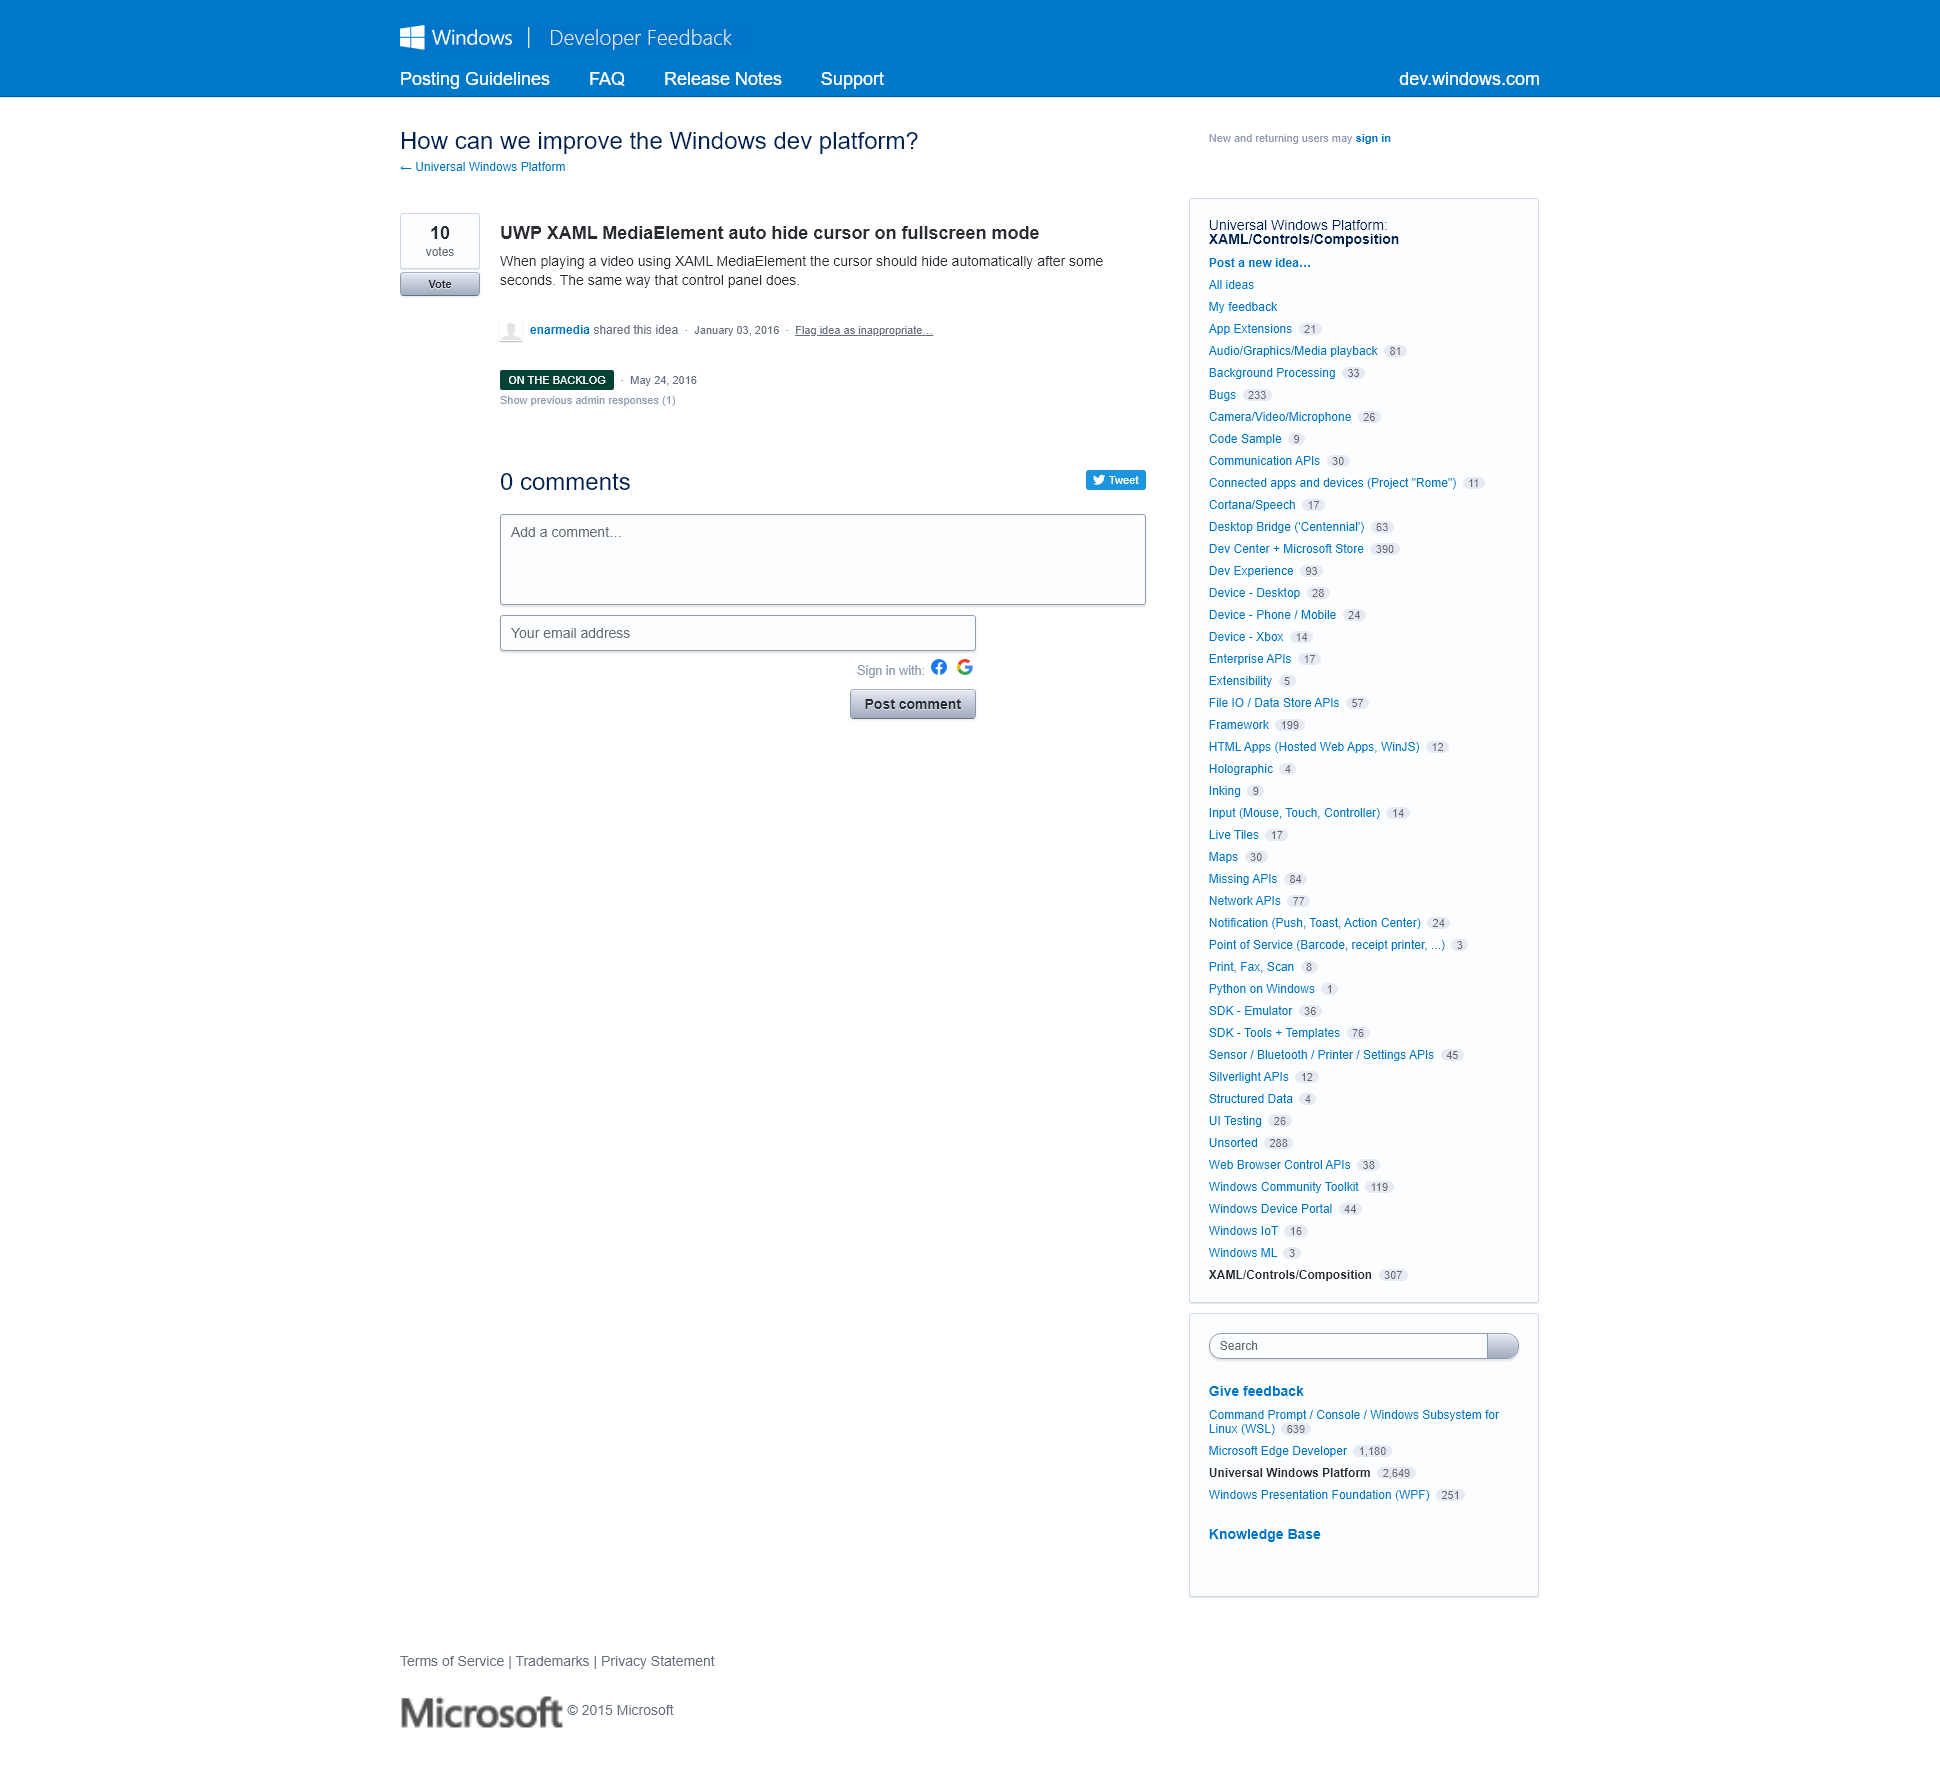 Windows | Developer Feedback
Posting Guidelines FAQ Release Notes Support dev.windows.com
How can we improve the Windows dev platform?
← Universal Windows Platform
New and returning users may sign in
10
votes
Vote
UWP XAML MediaElement auto hide cursor on fullscreen mode
When playing a video using XAML MediaElement the cursor should hide automatically after some
seconds. The same way that control panel does.
enarmedia shared this idea · January 03, 2016 · Flag idea as inappropriate…
ON THE BACKLOG · May 24, 2016
Show previous admin responses (1)
0 comments
Tweet
Add a comment…
Your email address
Sign in with:
Post comment
Universal Windows Platform:
XAML/Controls/Composition
Post a new idea…
All ideas
My feedback
App Extensions 21
Audio/Graphics/Media playback 81
Background Processing 33
Bugs 233
Camera/Video/Microphone 26
Code Sample 9
Communication APIs 30
Connected apps and devices (Project "Rome") 11
Cortana/Speech 17
Desktop Bridge ('Centennial') 63
Dev Center + Microsoft Store 390
Dev Experience 93
Device - Desktop 28
Device - Phone / Mobile 24
Device - Xbox 14
Enterprise APIs 17
Extensibility 5
File IO / Data Store APIs 57
Framework 199
HTML Apps (Hosted Web Apps, WinJS) 12
Holographic 4
Inking 9
Input (Mouse, Touch, Controller) 14
Live Tiles 17
Maps 30
Missing APIs 84
Network APIs 77
Notification (Push, Toast, Action Center) 24
Point of Service (Barcode, receipt printer, ...) 3
Print, Fax, Scan 8
Python on Windows 1
SDK - Emulator 36
SDK - Tools + Templates 76
Sensor / Bluetooth / Printer / Settings APIs 45
Silverlight APIs 12
Structured Data 4
UI Testing 26
Unsorted 288
Web Browser Control APIs 38
Windows Community Toolkit 119
Windows Device Portal 44
Windows IoT 16
Windows ML 3
XAML/Controls/Composition 307
Search
Give feedback
Command Prompt / Console / Windows Subsystem for
Linux (WSL) 639
Microsoft Edge Developer 1,180
Universal Windows Platform 2,649
Windows Presentation Foundation (WPF) 251
Knowledge Base
Terms of Service | Trademarks | Privacy Statement
Microsoft © 2015 Microsoft